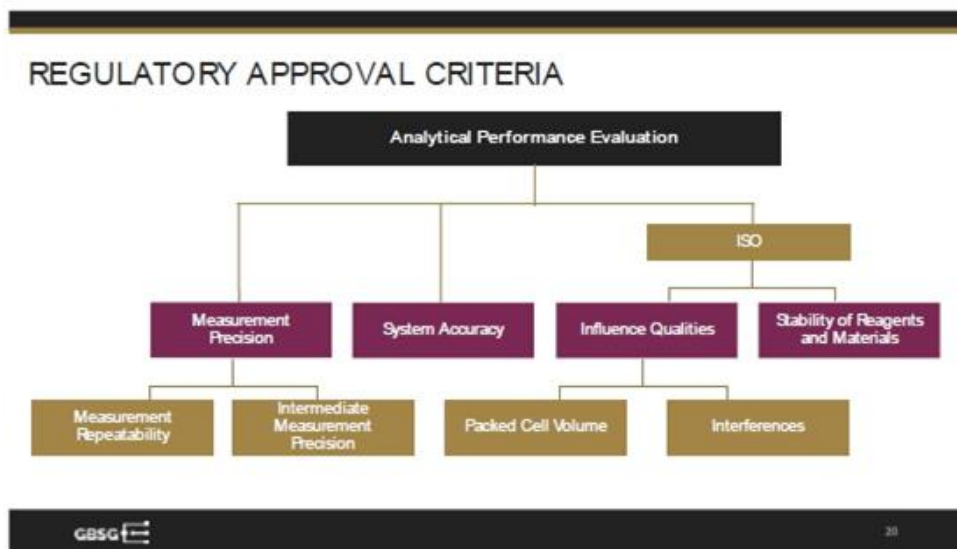 REGULATORY APPROVAL CRITERIA
Analytical Performance Evaluation
ISO
Measurement
Precision
System Accuracy
Influence Qualities
Stability of Reagents
and Materials
Measurement
Repeatability
Intermediate
Measurement
Precision
Packed Cell Volume
Interferences
GBSG
20